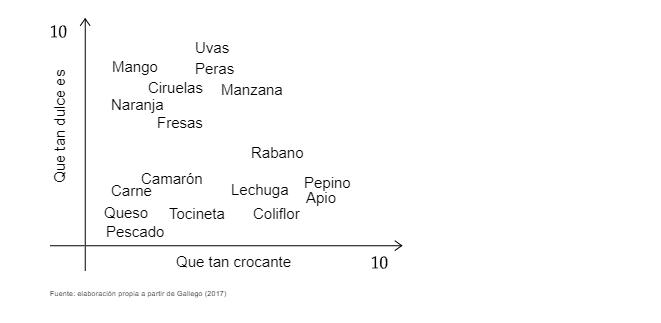 10
Uvas
Mango
Peras
Ciruelas
Manzana
Naranja
Fresas
Que tan dulce es
Rabano
Camarón
Pepino
Carne
Lechuga
Apio
Queso
Tocineta
Coliflor
Pescado
Que tan crocante
10
Fuente: elaboración propia a partir de Gallego (2017)